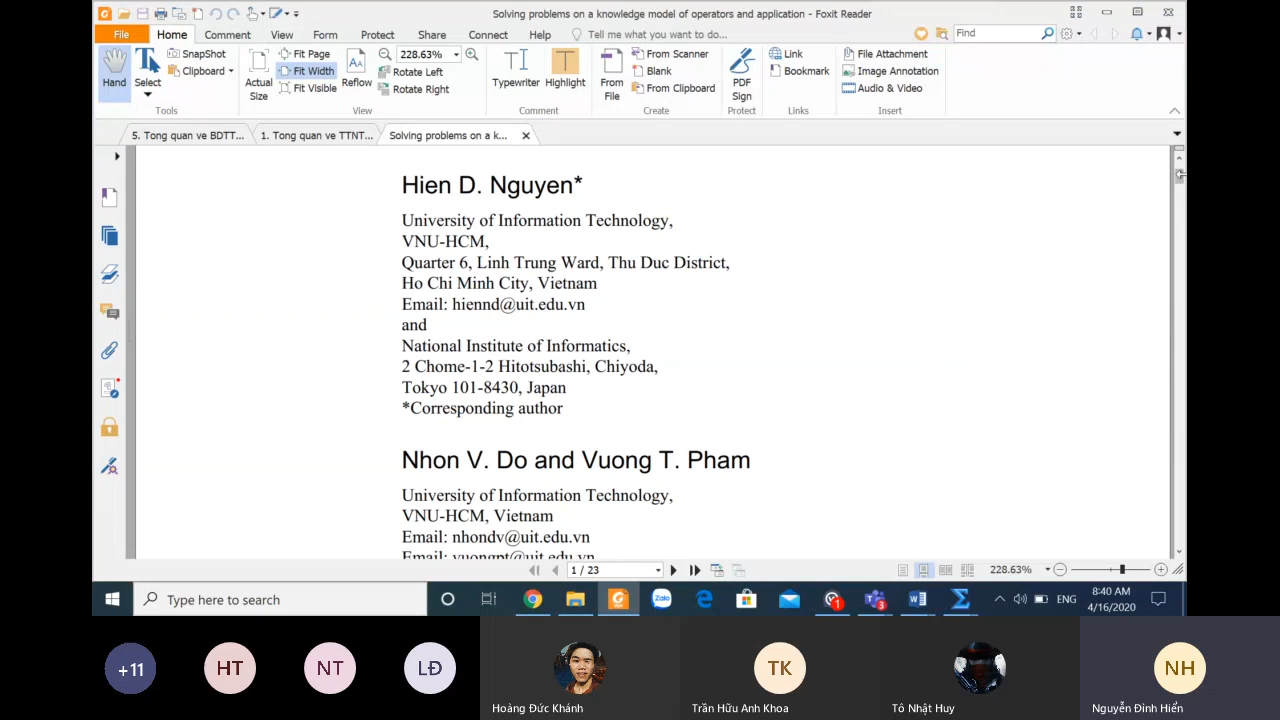 Solving problems on a knowledge model of operators and application - Foxit Reader
File Home Comment View Form Protect Share Connect Help Tell me what you want to do... Find
Hand
Select
SnapShot
Clipboard
Tools
Actual Size
Fit Page
Fit Width
Fit Visible
Reflow
228.63%
Rotate Left
Rotate Right
View
Typewriter
Highlight
Comment
From File
From Scanner
Blank
From Clipboard
Create
PDF Sign
Protect
Link
Bookmark
Links
File Attachment
Image Annotation
Audio & Video
Insert
5. Tong quan ve BDTT... 1. Tong quan ve TTNT... Solving problems on a k...
Hien D. Nguyen*
University of Information Technology,
VNU-HCM,
Quarter 6, Linh Trung Ward, Thu Duc District,
Ho Chi Minh City, Vietnam
Email: hiennd@uit.edu.vn
and
National Institute of Informatics,
2 Chome-1-2 Hitotsubashi, Chiyoda,
Tokyo 101-8430, Japan
*Corresponding author
Nhon V. Do and Vuong T. Pham
University of Information Technology,
VNU-HCM, Vietnam
Email: nhondv@uit.edu.vn
Email: vuongpt@uit.edu.vn
1 / 23
228.63%
Type here to search
Zalo
1
3
ENG
8:40 AM
4/16/2020
+11
HT
NT
LĐ
TK
NH
Hoàng Đức Khánh
Trần Hữu Anh Khoa
Tô Nhật Huy
Nguyễn Đình Hiển